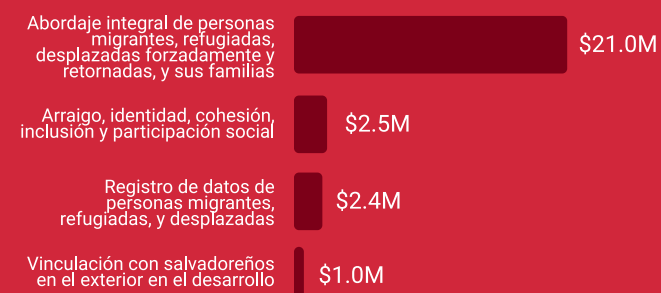 Abordaje integral de personas
migrantes, refugiadas,
desplazadas forzadamente y
retornadas, y sus familias
$21.0M
Arraigo, identidad, cohesión,
inclusión y participación social
$2.5M
Registro de datos de
personas migrantes,
refugiadas, y desplazadas
$2.4M
Vinculación con salvadoreños
en el exterior en el desarrollo
$1.0M